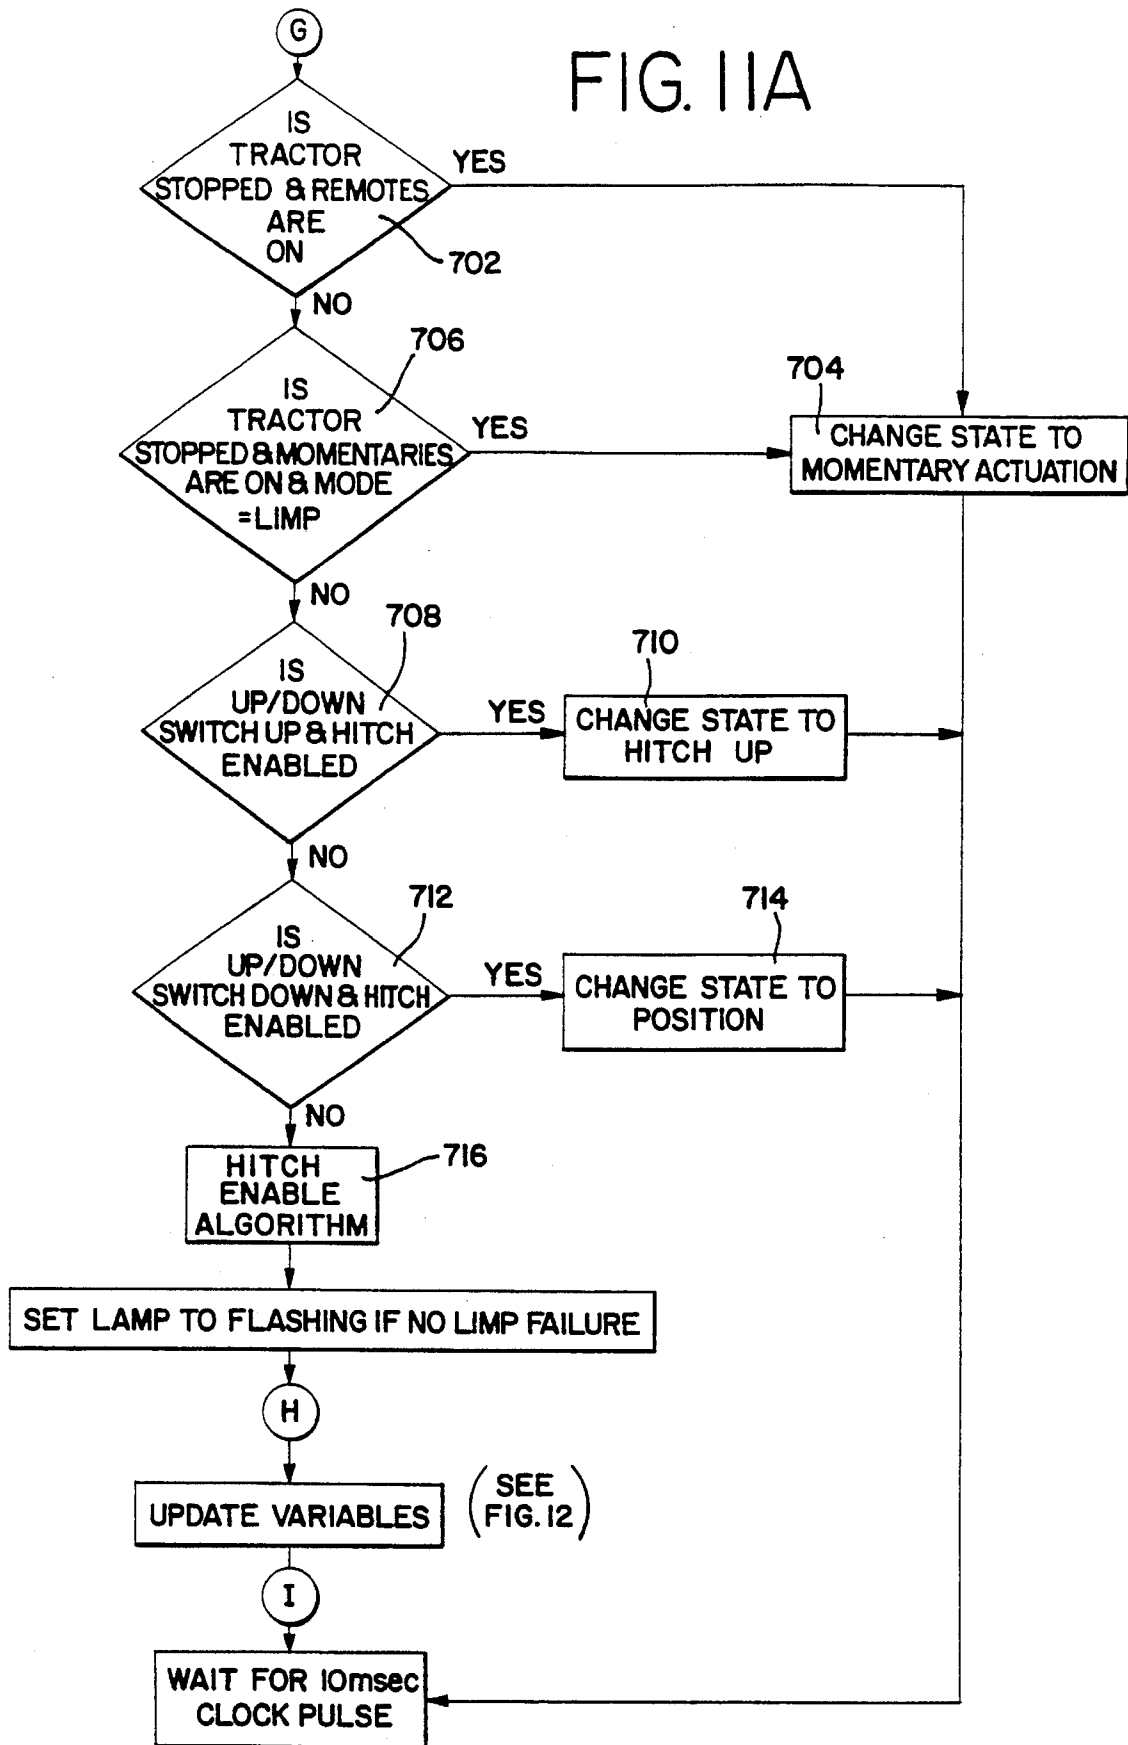 G
FIG. 11A
IS
TRACTOR
STOPPED & REMOTES
ARE
ON
YES
702
NO
706
IS
TRACTOR
STOPPED & MOMENTARIES
ARE ON & MODE
=LIMP
YES
704
CHANGE STATE TO
MOMENTARY ACTUATION
NO
708
IS
UP/DOWN
SWITCH UP & HITCH
ENABLED
YES
710
CHANGE STATE TO
HITCH UP
NO
712
IS
UP/DOWN
SWITCH DOWN & HITCH
ENABLED
YES
714
CHANGE STATE TO
POSITION
NO
716
HITCH
ENABLE
ALGORITHM
SET LAMP TO FLASHING IF NO LIMP FAILURE
H
UPDATE VARIABLES
(SEE
FIG. 12)
I
WAIT FOR 10msec
CLOCK PULSE